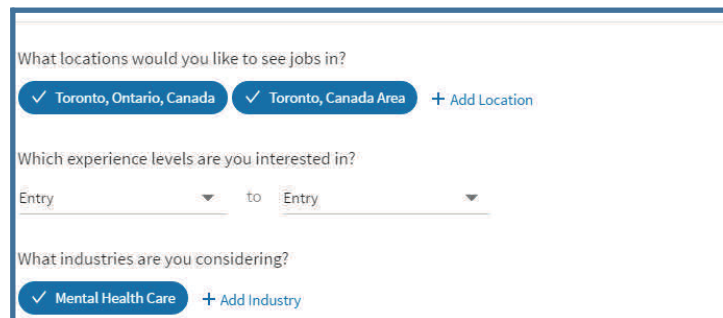 What locations would you like to see jobs in?
✓ Toronto, Ontario, Canada ✓ Toronto, Canada Area + Add Location
Which experience levels are you interested in?
Entry to Entry
What industries are you considering?
✓ Mental Health Care + Add Industry